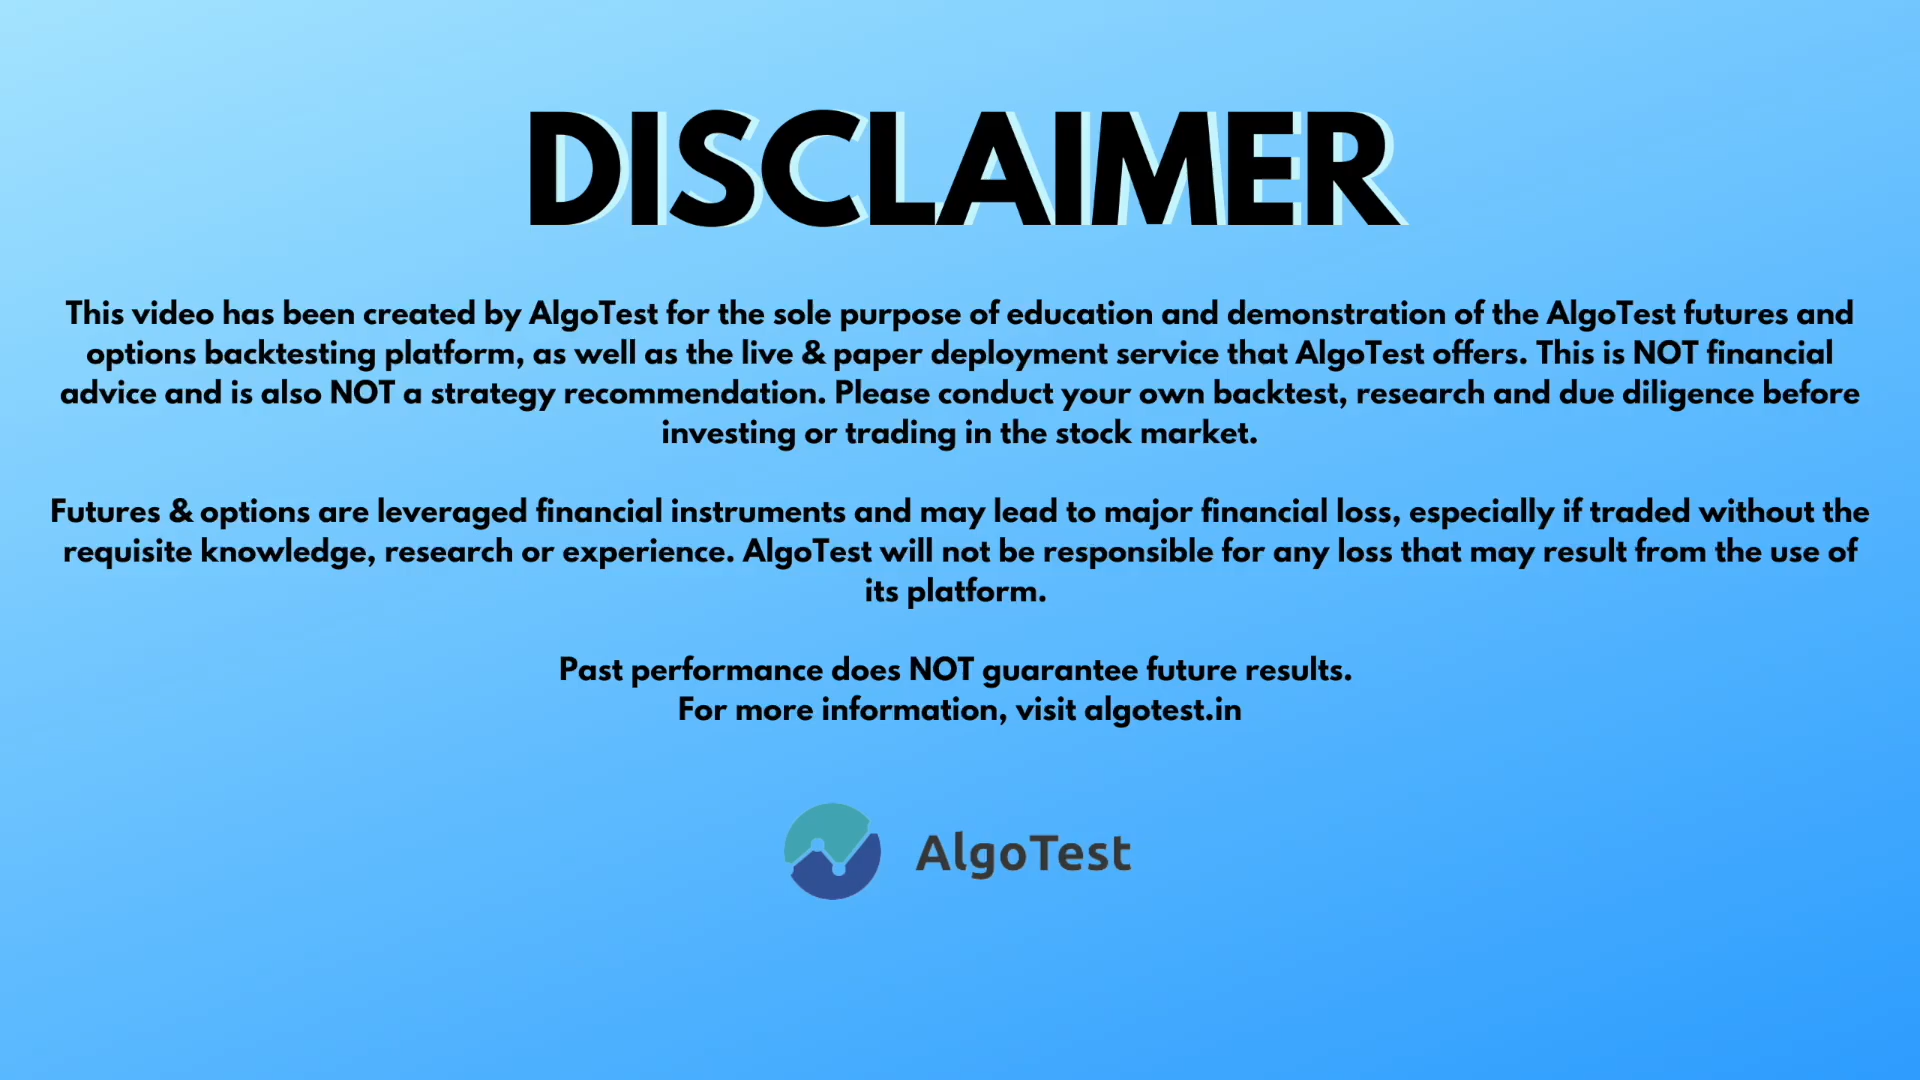 DISCLAIMER
This video has been created by AlgoTest for the sole purpose of education and demonstration of the AlgoTest futures and
options backtesting platform, as well as the live & paper deployment service that AlgoTest offers. This is NOT financial
advice and is also NOT a strategy recommendation. Please conduct your own backtest, research and due diligence before
investing or trading in the stock market.
Futures & options are leveraged financial instruments and may lead to major financial loss, especially if traded without the
requisite knowledge, research or experience. AlgoTest will not be responsible for any loss that may result from the use of
its platform.
Past performance does NOT guarantee future results.
For more information, visit algotest.in
AlgoTest